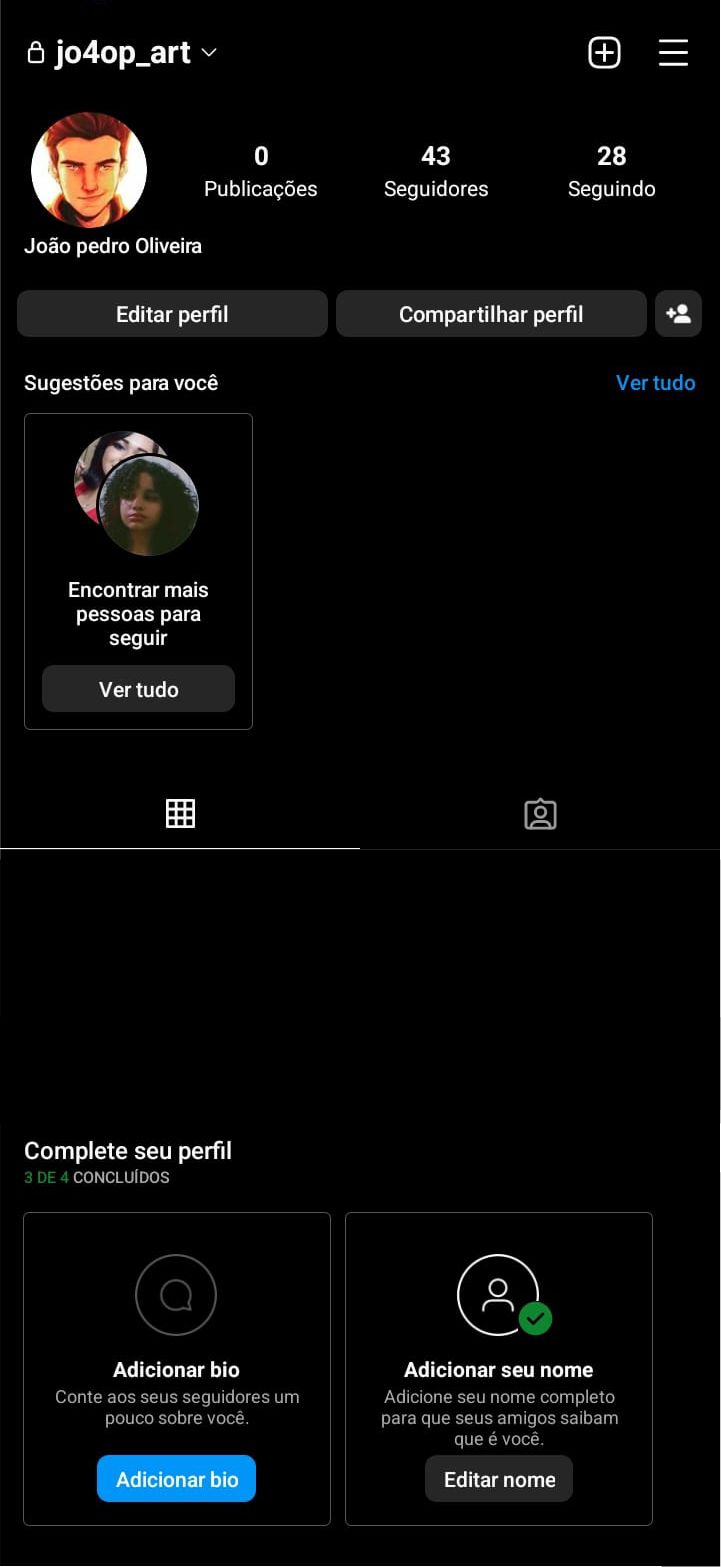 jo4op_art
0 43 28
Publicações Seguidores Seguindo
João pedro Oliveira
Editar perfil Compartilhar perfil
Sugestões para você Ver tudo
Encontrar mais
pessoas para
seguir
Ver tudo
Complete seu perfil
3 DE 4 CONCLUÍDOS
Adicionar bio
Conte aos seus seguidores um
pouco sobre você.
Adicionar bio
Adicionar seu nome
Adicione seu nome completo
para que seus amigos saibam
que é você.
Editar nome